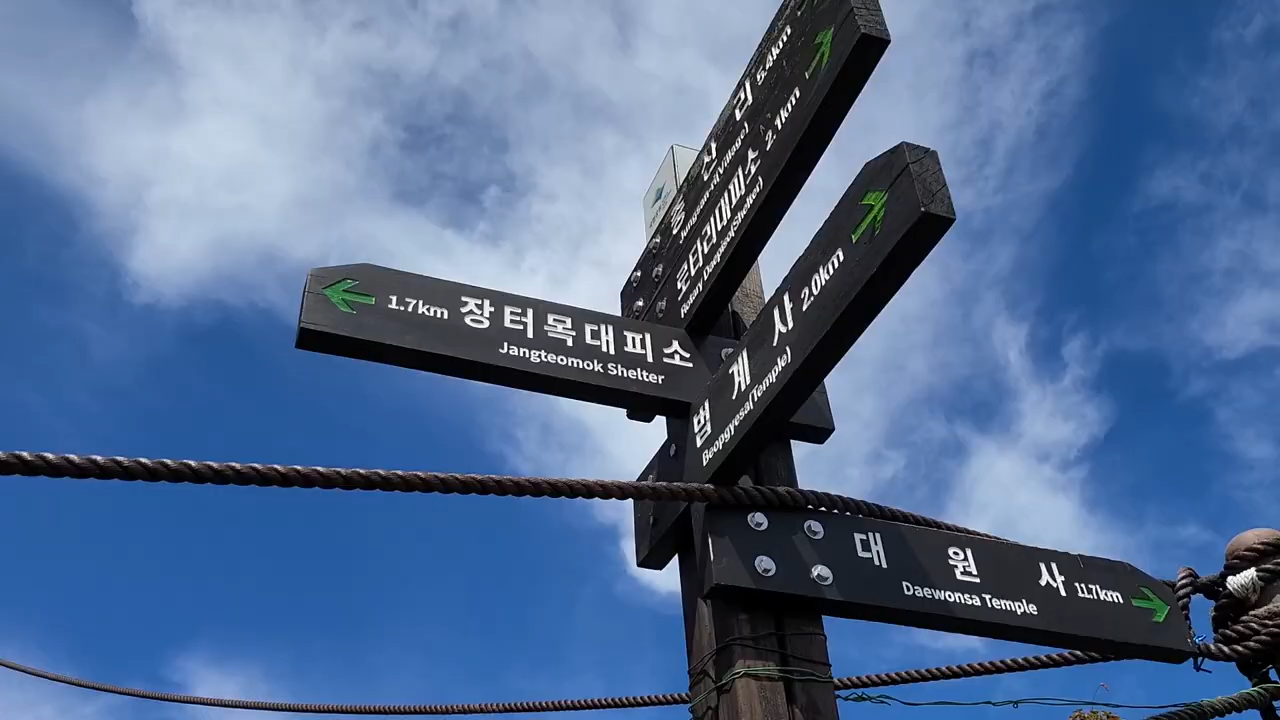 중 산 리 5.4km
Jungsanri(Village)
로타리대피소 2.1km
Rotary Daepiso(Shelter)
1.7km 장터목대피소
Jangteomok Shelter
법 계 사 2.0km
Beopgyesa(Temple)
대 원 사 11.7km
Daewonsa Temple